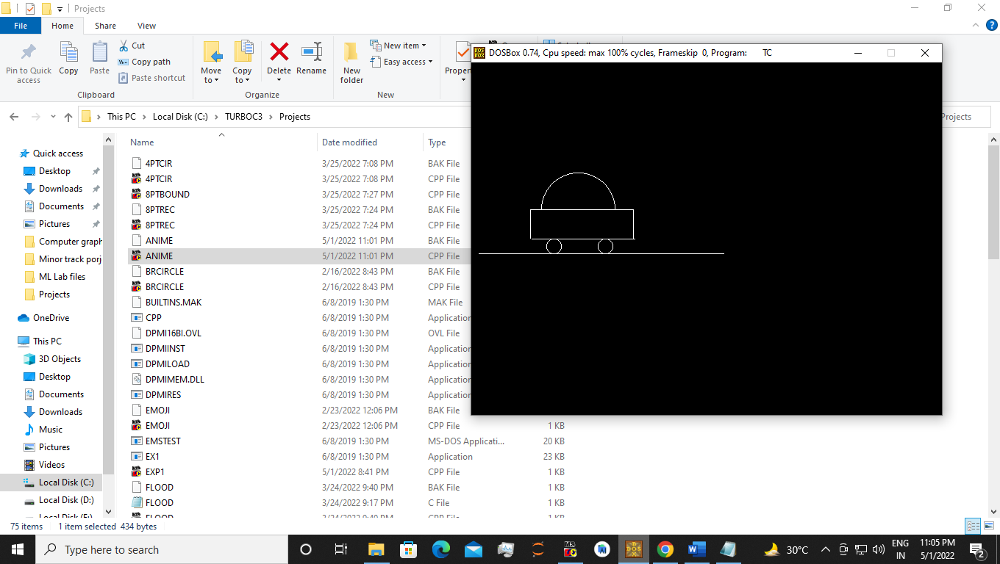 Projects
File Home Share View
Pin to Quick access
Copy
Paste
Cut
Copy path
Paste shortcut
Clipboard
Move to
Copy to
Delete
Rename
Organize
New folder
New item
Easy access
New
DOSBox 0.74, Cpu speed: max 100% cycles, Frameskip 0, Program: TC
This PC > Local Disk (C:) > TURBOC3 > Projects
Projects
Quick access
Desktop
Downloads
Documents
Pictures
Computer graph
Minor track porj
ML Lab files
Projects
OneDrive
This PC
3D Objects
Desktop
Documents
Downloads
Music
Pictures
Videos
Local Disk (C:)
Local Disk (D:)
Name Date modified Type
4PTCIR 3/25/2022 7:08 PM BAK File
4PTCIR 3/25/2022 7:08 PM CPP File
8PTBOUND 3/25/2022 7:27 PM CPP File
8PTREC 3/25/2022 7:24 PM BAK File
8PTREC 3/25/2022 7:24 PM CPP File
ANIME 5/1/2022 11:01 PM BAK File
ANIME 5/1/2022 11:01 PM CPP File
BRCIRCLE 2/16/2022 8:43 PM BAK File
BRCIRCLE 2/16/2022 8:43 PM CPP File
BUILTINS.MAK 6/8/2019 1:30 PM MAK File
CPP 6/8/2019 1:30 PM Application
DPMI16BI.OVL 6/8/2019 1:30 PM OVL File
DPMIINST 6/8/2019 1:30 PM Application
DPMILOAD 6/8/2019 1:30 PM Application
DPMIMEM.DLL 6/8/2019 1:30 PM Application
DPMIRES 6/8/2019 1:30 PM Application
EMOJI 2/23/2022 12:06 PM BAK File
EMOJI 2/23/2022 12:06 PM CPP File 1 KB
EMSTEST 6/8/2019 1:30 PM MS-DOS Applicati... 20 KB
EX1 6/8/2019 1:30 PM Application 23 KB
EXP1 5/1/2022 8:41 PM CPP File 1 KB
FLOOD 3/24/2022 9:40 PM BAK File 1 KB
FLOOD 3/24/2022 9:17 PM C File 1 KB
75 items 1 item selected 434 bytes
Type here to search
30°C
ENG
IN
11:05 PM
5/1/2022
2